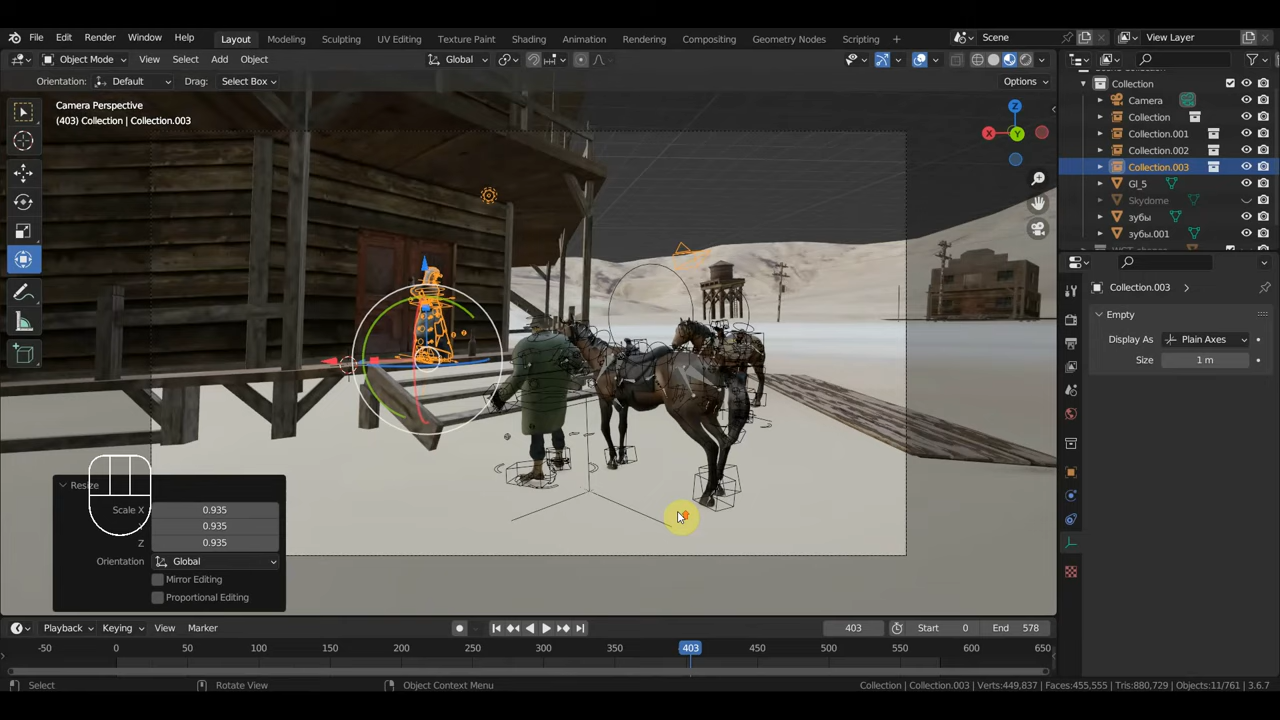 File Edit Render Window Help Layout Modeling Sculpting UV Editing Texture Paint Shading Animation Rendering Compositing Geometry Nodes Scripting Scene View Layer
Object Mode View Select Add Object Global
Orientation: Default Drag: Select Box Options
Camera Perspective
(403) Collection | Collection.003
X Y Z
Collection
Camera
Collection
Collection.001
Collection.002
Collection.003
Gl_5
Skydome
зубы
зубы.001
Collection.003
Empty
Display As Plain Axes
Size 1 m
Resize
Scale X 0.935
0.935
Z 0.935
Orientation Global
Mirror Editing
Proportional Editing
Playback Keying View Marker 403 Start 0 End 578
-50 0 50 100 150 200 250 300 350 403 450 500 550 600 650
Select Rotate View Object Context Menu Collection | Collection.003 | Verts:449,837 | Faces:455,555 | Tris:880,729 | Objects:11/761 | 3.6.7